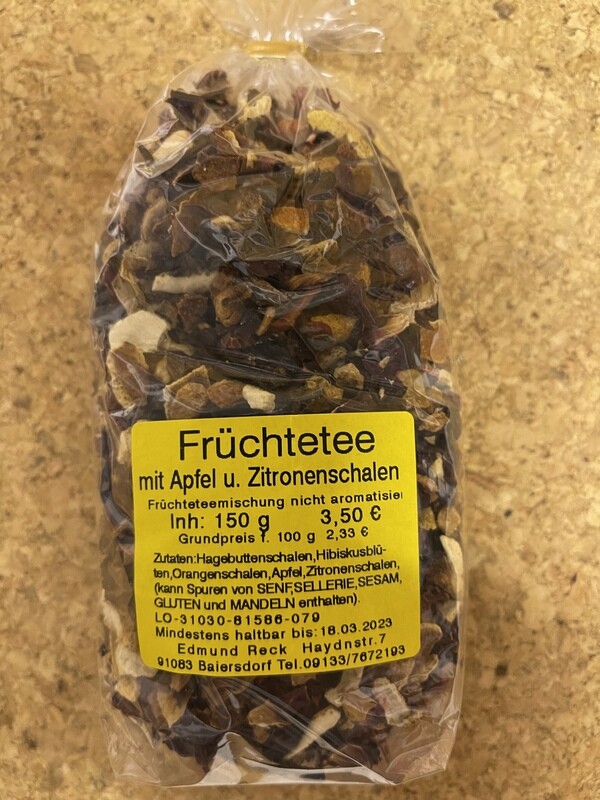 Früchtetee
mit Apfel u. Zitronenschalen
Früchteteemischung nicht aromatisier
Inh: 150 g 3,50 €
Grundpreis f. 100 g 2,33 €
Zutaten:Hagebuttenschalen,Hibiskusblü-
ten,Orangenschalen,Apfel,Zitronenschalen,
(kann Spuren von SENF,SELLERIE,SESAM,
GLUTEN und MANDELN enthalten).
LO-31030-81586-079
Mindestens haltbar bis:18.03.2023
Edmund Reck Haydnstr.7
91083 Baiersdorf Tel.09133/7672193